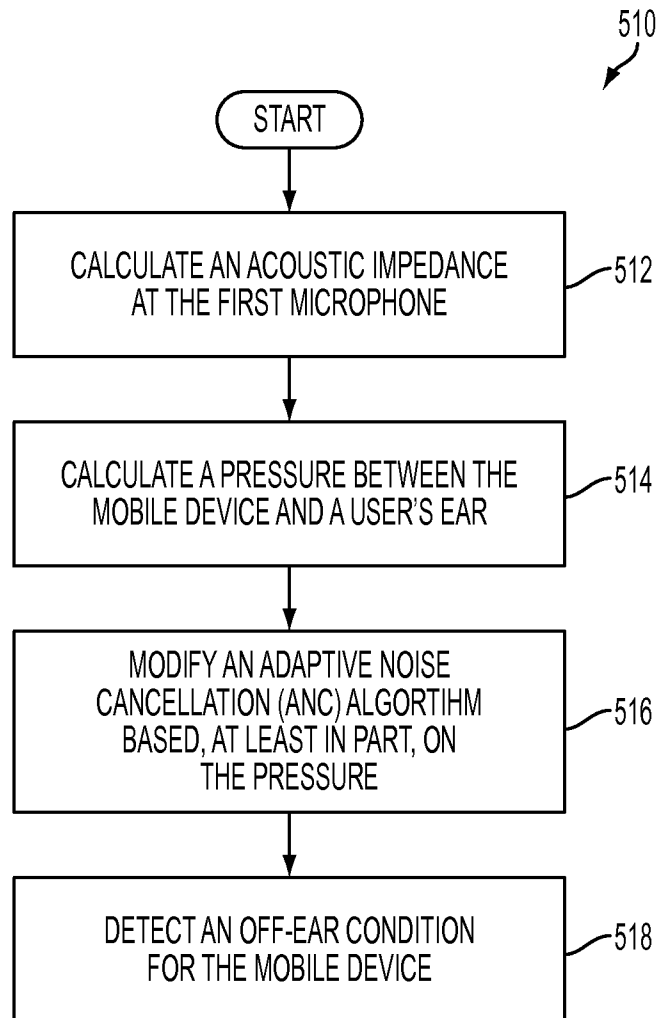 510
START
CALCULATE AN ACOUSTIC IMPEDANCE
AT THE FIRST MICROPHONE
512
CALCULATE A PRESSURE BETWEEN THE
MOBILE DEVICE AND A USER'S EAR
514
MODIFY AN ADAPTIVE NOISE
CANCELLATION (ANC) ALGORTIHM
BASED, AT LEAST IN PART, ON
THE PRESSURE
516
DETECT AN OFF-EAR CONDITION
FOR THE MOBILE DEVICE
518